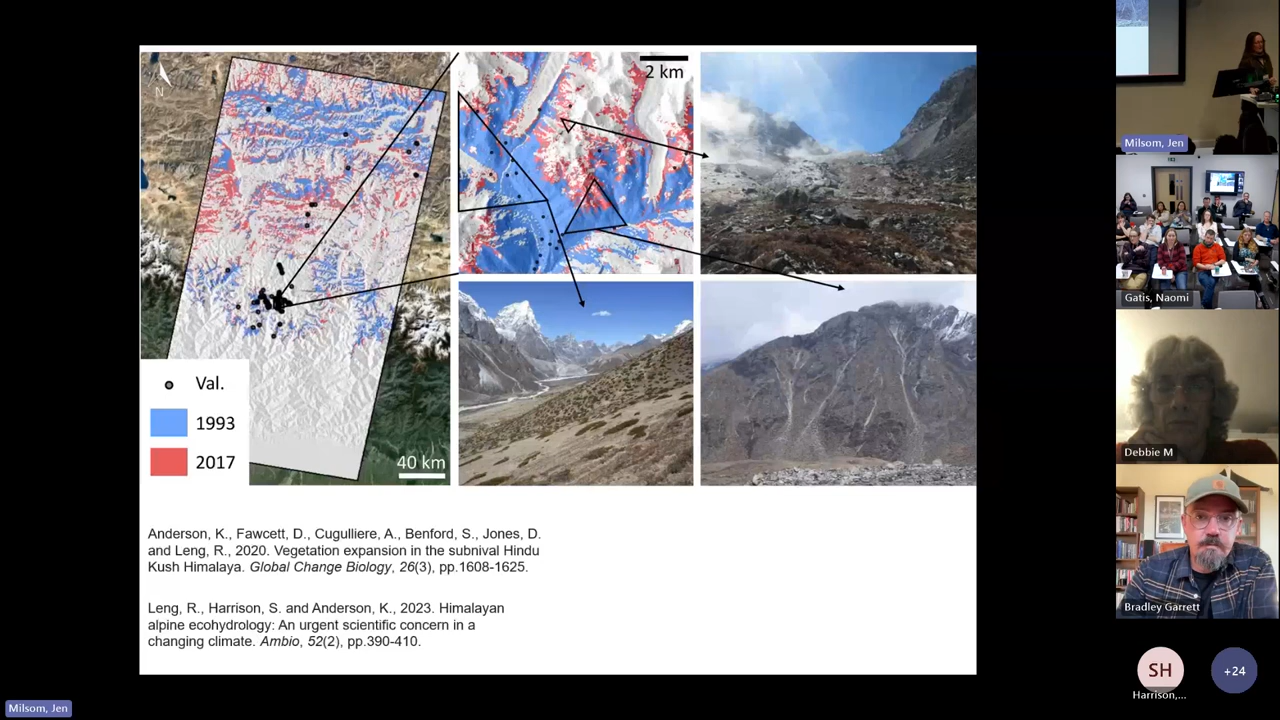 N
2 km
Val.
1993
2017
40 km
Anderson, K., Fawcett, D., Cugulliere, A., Benford, S., Jones, D.
and Leng, R., 2020. Vegetation expansion in the subnival Hindu
Kush Himalaya. Global Change Biology, 26(3), pp.1608-1625.
Leng, R., Harrison, S. and Anderson, K., 2023. Himalayan
alpine ecohydrology: An urgent scientific concern in a
changing climate. Ambio, 52(2), pp.390-410.
Milsom, Jen
Milsom, Jen
Gatis, Naomi
Debbie M
Bradley Garrett
SH
Harrison,...
+24